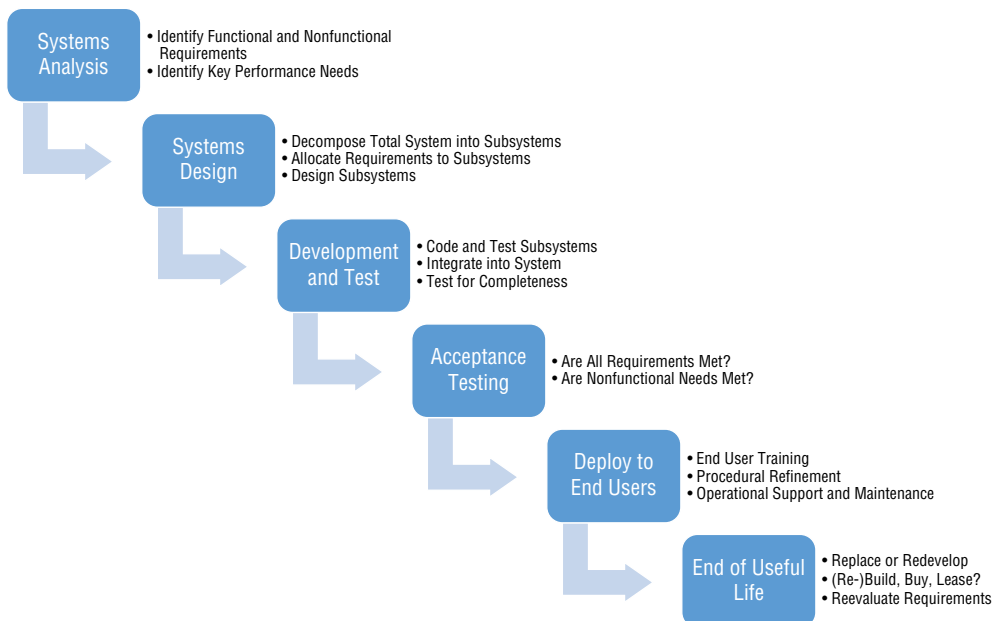 Systems
Analysis
• Identify Functional and Nonfunctional
Requirements
• Identify Key Performance Needs
Systems
Design
• Decompose Total System into Subsystems
• Allocate Requirements to Subsystems
• Design Subsystems
Development
and Test
• Code and Test Subsystems
• Integrate into System
• Test for Completeness
Acceptance
Testing
• Are All Requirements Met?
• Are Nonfunctional Needs Met?
Deploy to
End Users
• End User Training
• Procedural Refinement
• Operational Support and Maintenance
End of Useful
Life
• Replace or Redevelop
• (Re-)Build, Buy, Lease?
• Reevaluate Requirements